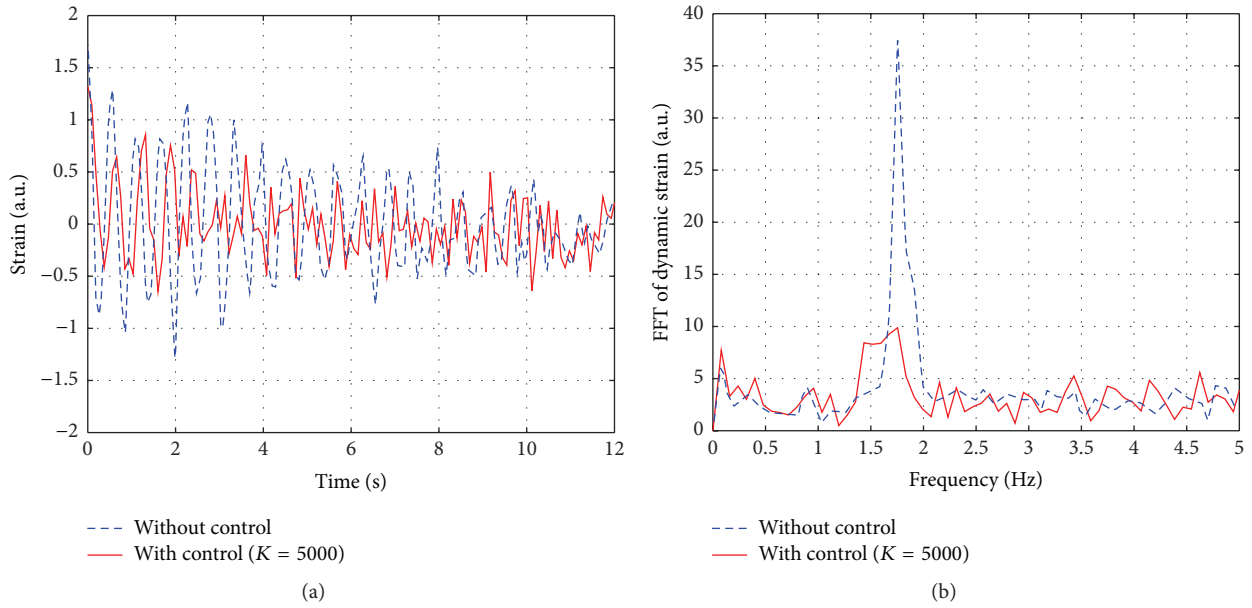 2
1.5
1
0.5
0
−0.5
−1
−1.5
−2
Strain (a.u.)
0 2 4 6 8 10 12
Time (s)
Without control
With control (K = 5000)
(a)
40
35
30
25
20
15
10
5
0
FFT of dynamic strain (a.u.)
0 0.5 1 1.5 2 2.5 3 3.5 4 4.5 5
Frequency (Hz)
Without control
With control (K = 5000)
(b)